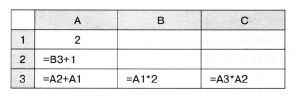 A B C
1 2
2 =B3+1
3 =A2+A1 =A1*2 =A3*A2